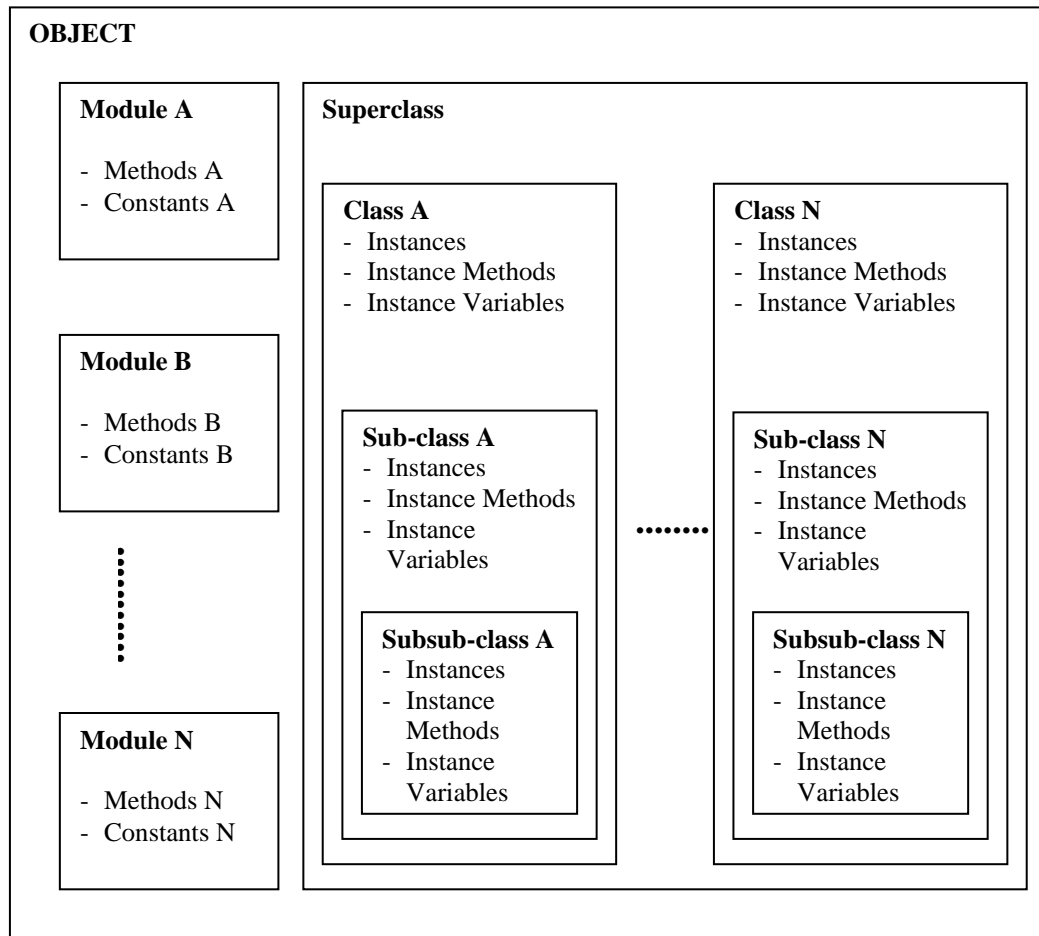 OBJECT
Module A
- Methods A
- Constants A
Module B
- Methods B
- Constants B
Module N
- Methods N
- Constants N
Superclass
Class A
- Instances
- Instance Methods
- Instance Variables
Sub-class A
- Instances
- Instance Methods
- Instance
Variables
Subsub-class A
- Instances
- Instance
Methods
- Instance
Variables
Class N
- Instances
- Instance Methods
- Instance Variables
Sub-class N
- Instances
- Instance Methods
- Instance
Variables
Subsub-class N
- Instances
- Instance
Methods
- Instance
Variables